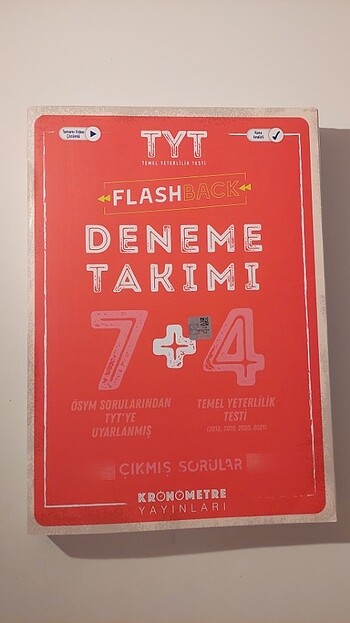 Tamamı Video
Çözümlü
Konu
Analizli
TYT
TEMEL YETERLİLİK TESTİ
FLASHBACK
DENEME
TAKIMI
7+4
ÖSYM SORULARINDAN
TYT'YE
UYARLANMIŞ
TEMEL YETERLİLİK
TESTİ
(2018, 2019, 2020, 2021)
ÇIKMIŞ SORULAR
KRONOMETRE
YAYINLARI